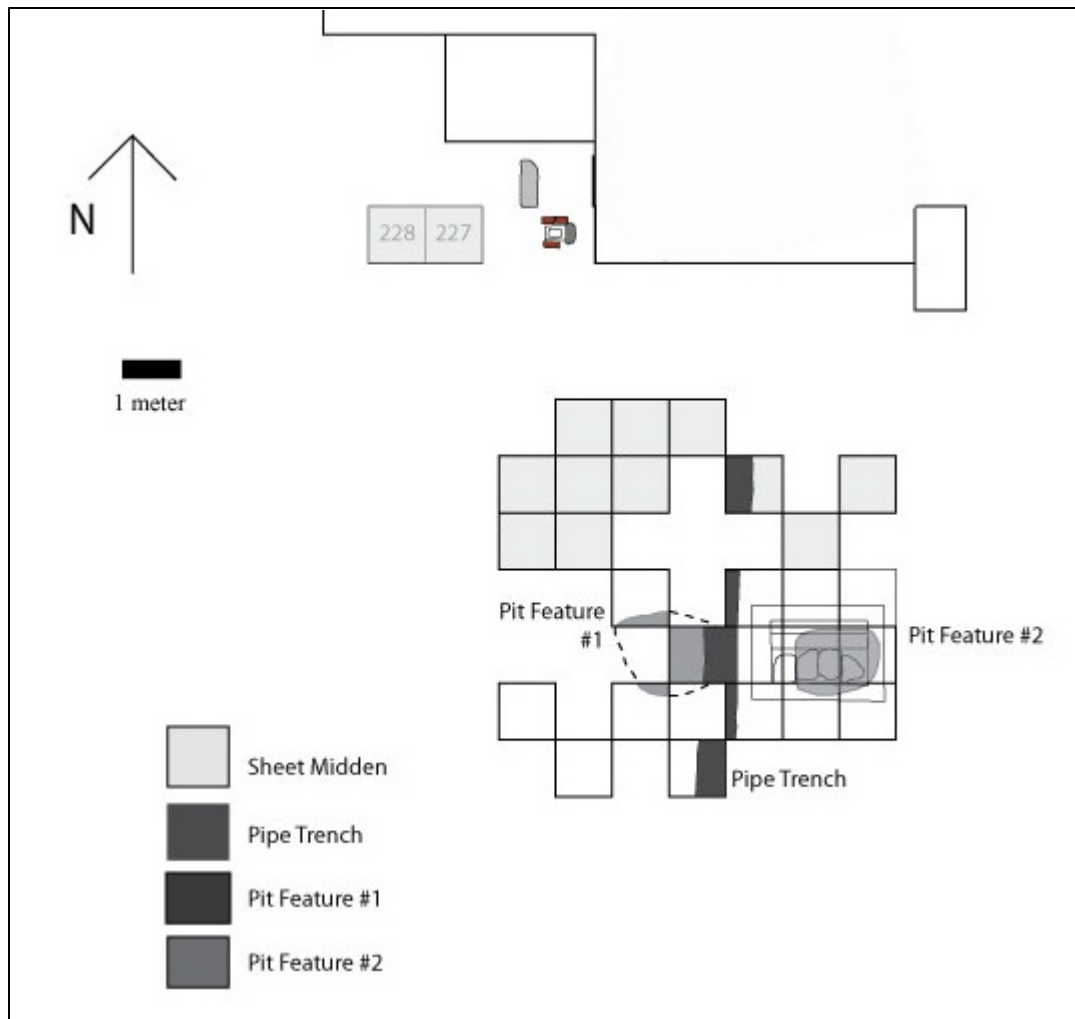 228 227
N
1 meter
Pit Feature
#1
Pit Feature #2
Pipe Trench
Sheet Midden
Pipe Trench
Pit Feature #1
Pit Feature #2